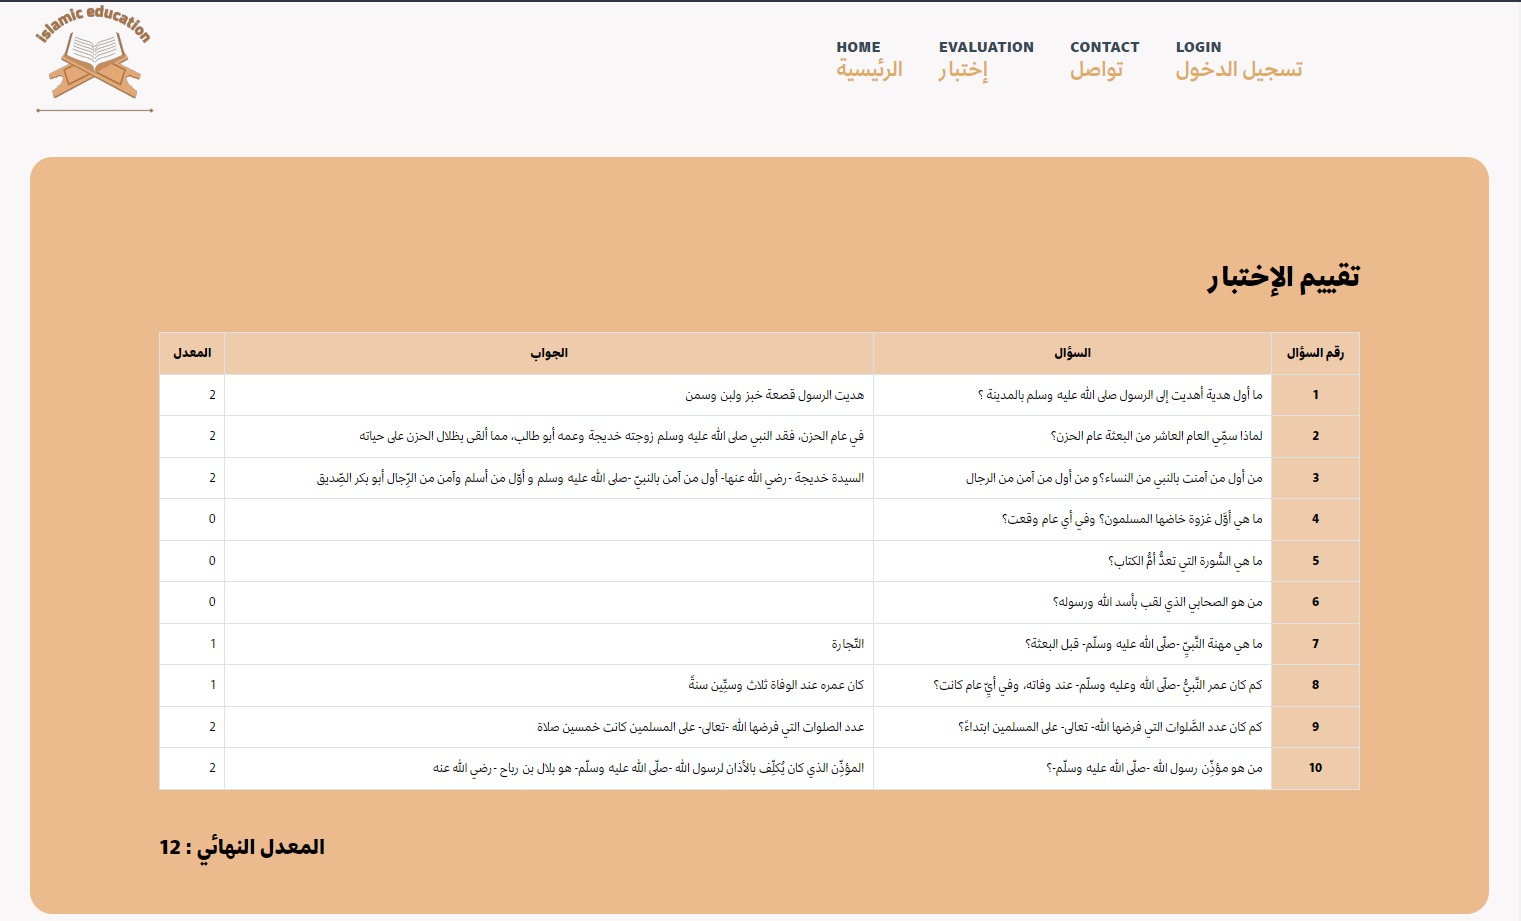 islamic education
HOME EVALUATION CONTACT LOGIN
الرئيسية إختبار تواصل تسجيل الدخول
تقييم الإختبار
رقم السؤال السؤال الجواب المعدل
1 ما أول هدية أهديت إلى الرسول صلى الله عليه وسلم بالمدينة ؟ هديت الرسول قصعة خبز ولبن وسمن 2
2 لماذا سمّي العام العاشر من البعثة عام الحزن؟ في عام الحزن، فقد النبي صلى الله عليه وسلم زوجته خديجة وعمه أبو طالب، مما ألقى بظلال الحزن على حياته 2
3 من أول من آمنت بالنبي من النساء؟و من أول من آمن من الرجال السيدة خديجة -رضي الله عنها- أول من آمن بالنبيّ -صلى الله عليه وسلم و أوّل من أسلم وآمن من الرِّجال أبو بكر الصِّديق 2
4 ما هي أوَّل غزوة خاضها المسلمون؟ وفي أي عام وقعت؟ 0
5 ما هي السُّورة التي تعدُّ أمُّ الكتاب؟ 0
6 من هو الصحابي الذي لقب بأسد الله ورسوله؟ 0
7 ما هي مهنة النَّبيِّ -صلّى الله عليه وسلّم- قبل البعثة؟ التّجارة 1
8 كم كان عمر النَّبيُّ -صلّى الله وعليه وسلّم- عند وفاته، وفي أيِّ عام كانت؟ كان عمره عند الوفاة ثلاث وستِّين سنةً 1
9 كم كان عدد الصَّلوات التي فرضها الله- تعالى- على المسلمين ابتداءً؟ عدد الصلوات التي فرضها الله -تعالى- على المسلمين كانت خمسين صلاة 2
10 من هو مؤذِّن رسول الله -صلّى الله عليه وسلّم-؟ المؤذّن الذي كان يُكلِّف بالأذان لرسول الله -صلّى الله عليه وسلّم- هو بلال بن رباح -رضي الله عنه 2
المعدل النهائي : 12